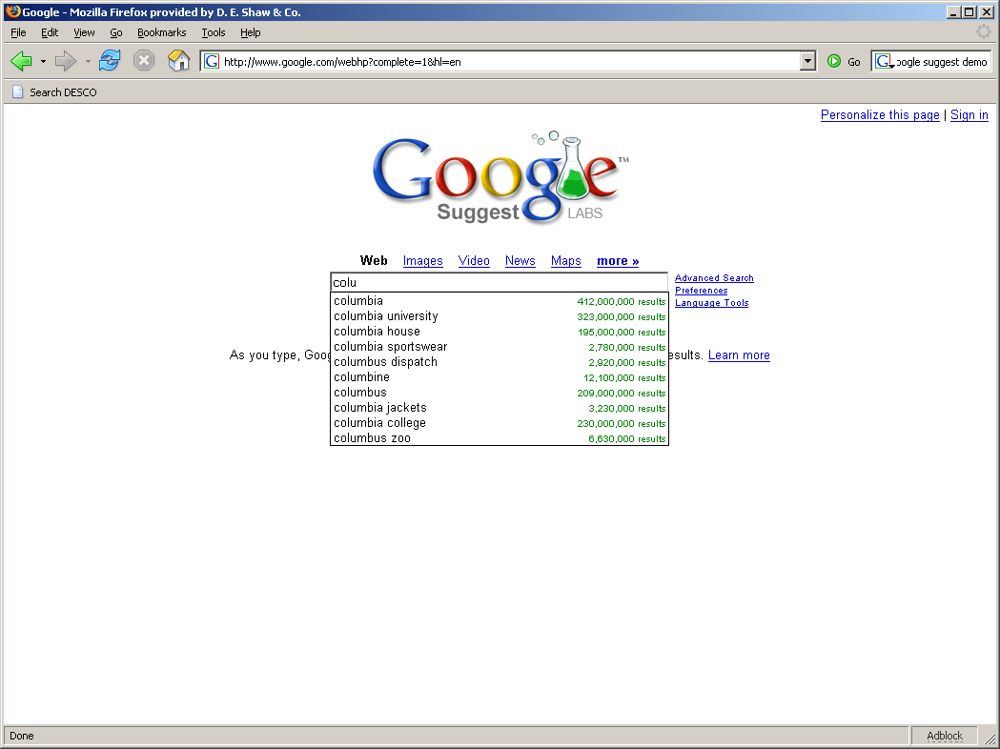 Google - Mozilla Firefox provided by D. E. Shaw & Co.
File Edit View Go Bookmarks Tools Help
G http://www.google.com/webhp?complete=1&hl=en Go G oogle suggest demo
Search DESCO
Personalize this page | Sign in
Google™
Suggest LABS
Web Images Video News Maps more »
colu
Advanced Search
Preferences
Language Tools
columbia 412,000,000 results
columbia university 323,000,000 results
columbia house 195,000,000 results
columbia sportswear 2,780,000 results
As you type, Goo esults. Learn more
columbus dispatch 2,920,000 results
columbine 12,100,000 results
columbus 209,000,000 results
columbia jackets 3,230,000 results
columbia college 230,000,000 results
columbus zoo 6,630,000 results
Done Adblock